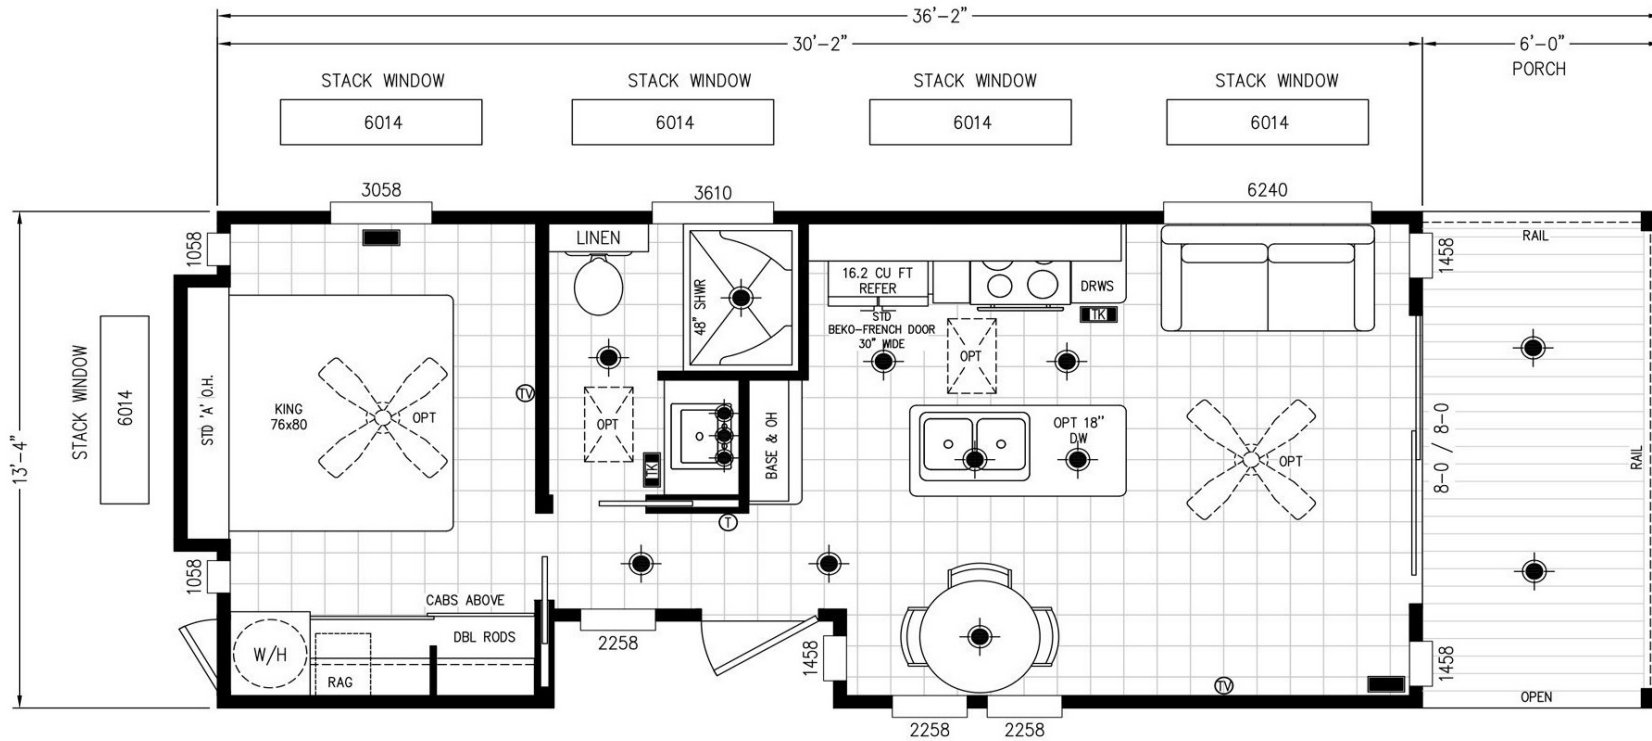 36'-2"
30'-2"
6'-0"
PORCH
STACK WINDOW
STACK WINDOW
STACK WINDOW
STACK WINDOW
6014
6014
6014
6014
3058
3610
6240
1058
LINEN
48" SHWR
16.2 CU FT
REFER
STD
BEKO-FRENCH DOOR
30" WIDE
DRWS
TK
OPT
1458
RAIL
13'-4"
STACK WINDOW
6014
STD 'A' O.H.
KING
76x80
OPT
TV
OPT
TK
BASE & OH
OPT 18"
DW
OPT
8-0 / 8-0
RAIL
T
1058
CABS ABOVE
DBL RODS
W/H
RAG
2258
1458
TV
1458
OPEN
2258
2258